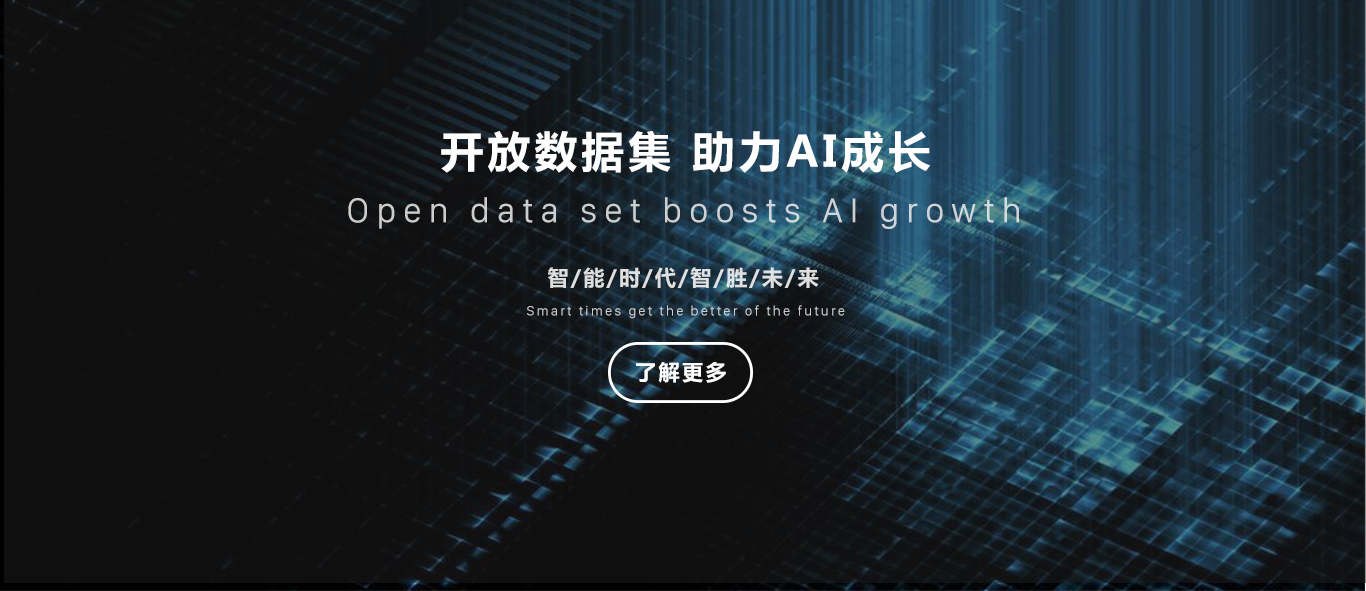 开放数据集 助力AI成长
Open data set boosts AI growth
智/能/时/代/智/胜/未/来
Smart times get the better of the future
了解更多